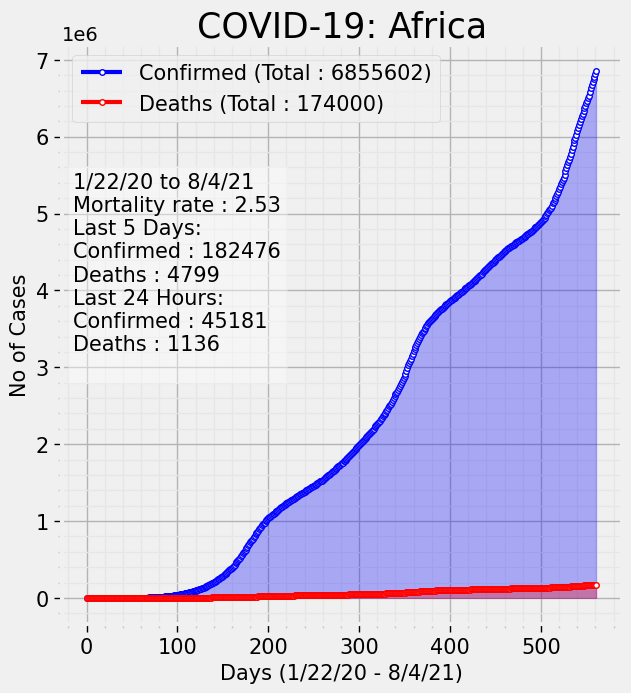 COVID-19: Africa
1e6
Confirmed (Total : 6855602)
Deaths (Total : 174000)
1/22/20 to 8/4/21
Mortality rate : 2.53
Last 5 Days:
Confirmed : 182476
Deaths : 4799
Last 24 Hours:
Confirmed : 45181
Deaths : 1136
No of Cases
7
6
5
4
3
2
1
0
0 100 200 300 400 500
Days (1/22/20 - 8/4/21)